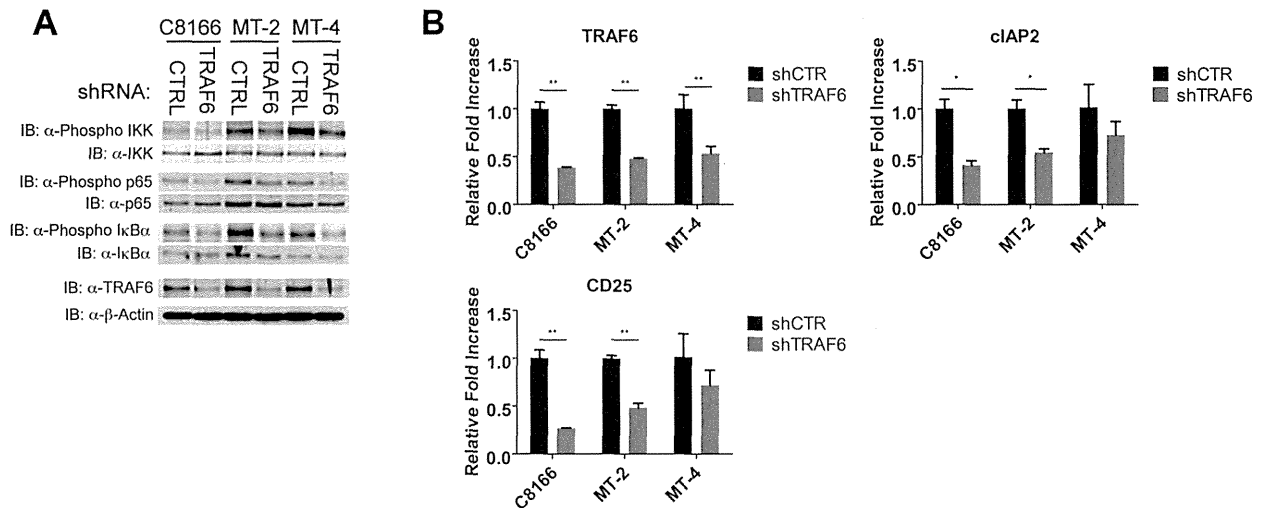 A
C8166 MT-2 MT-4
shRNA: CTRL TRAF6 CTRL TRAF6 CTRL TRAF6
IB: α-Phospho IKK
IB: α-IKK
IB: α-Phospho p65
IB: α-p65
IB: α-Phospho IκBα
IB: α-IκBα
IB: α-TRAF6
IB: α-β-Actin
B
TRAF6
Relative Fold Increase
1.5
1.0
0.5
0.0
** ** **
C8166 MT-2 MT-4
shCTR
shTRAF6
cIAP2
Relative Fold Increase
1.5
1.0
0.5
0.0
* *
C8166 MT-2 MT-4
shCTR
shTRAF6
CD25
Relative Fold Increase
1.5
1.0
0.5
0.0
** **
C8166 MT-2 MT-4
shCTR
shTRAF6